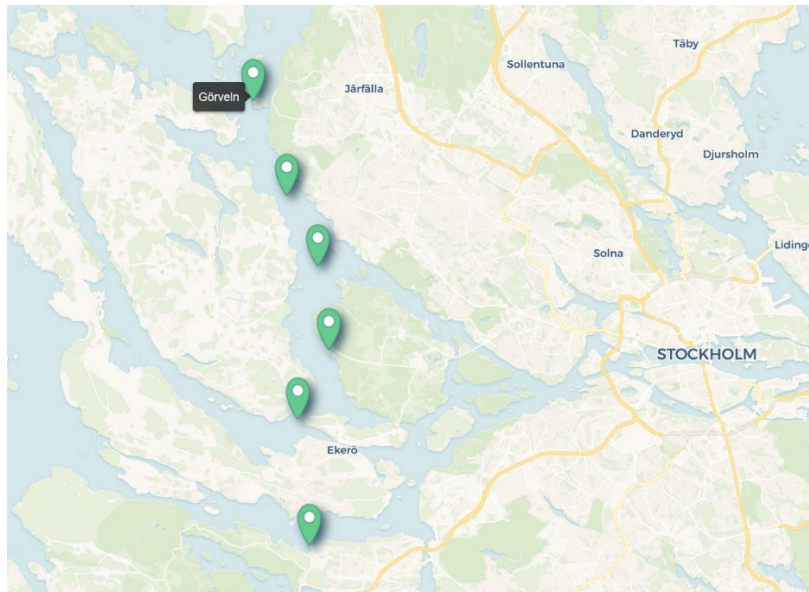 Täby
Sollentuna
Järfälla
Görveln
Danderyd
Djursholm
Solna
Liding
STOCKHOLM
Ekerö